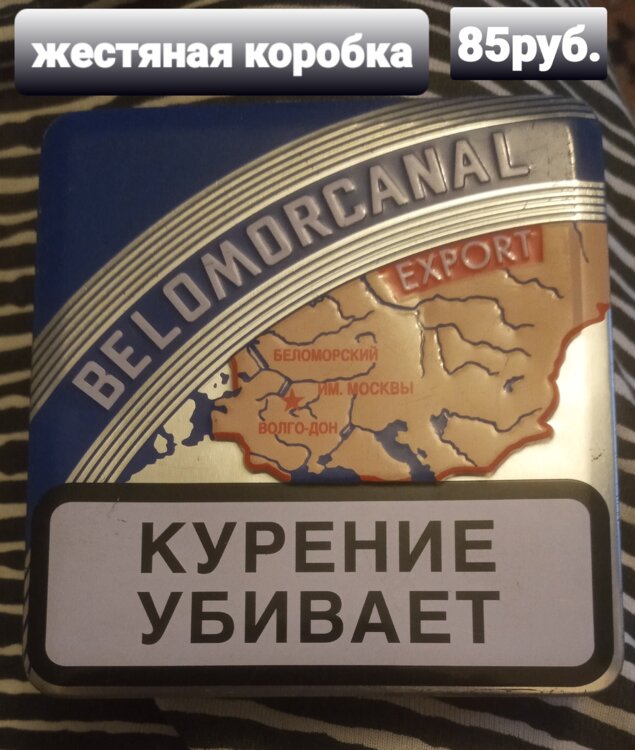 жестяная коробка
85руб.
BELOMORCANAL
EXPORT
БЕЛОМОРСКИЙ
ИМ. МОСКВЫ
ВОЛГО-ДОН
КУРЕНИЕ
УБИВАЕТ